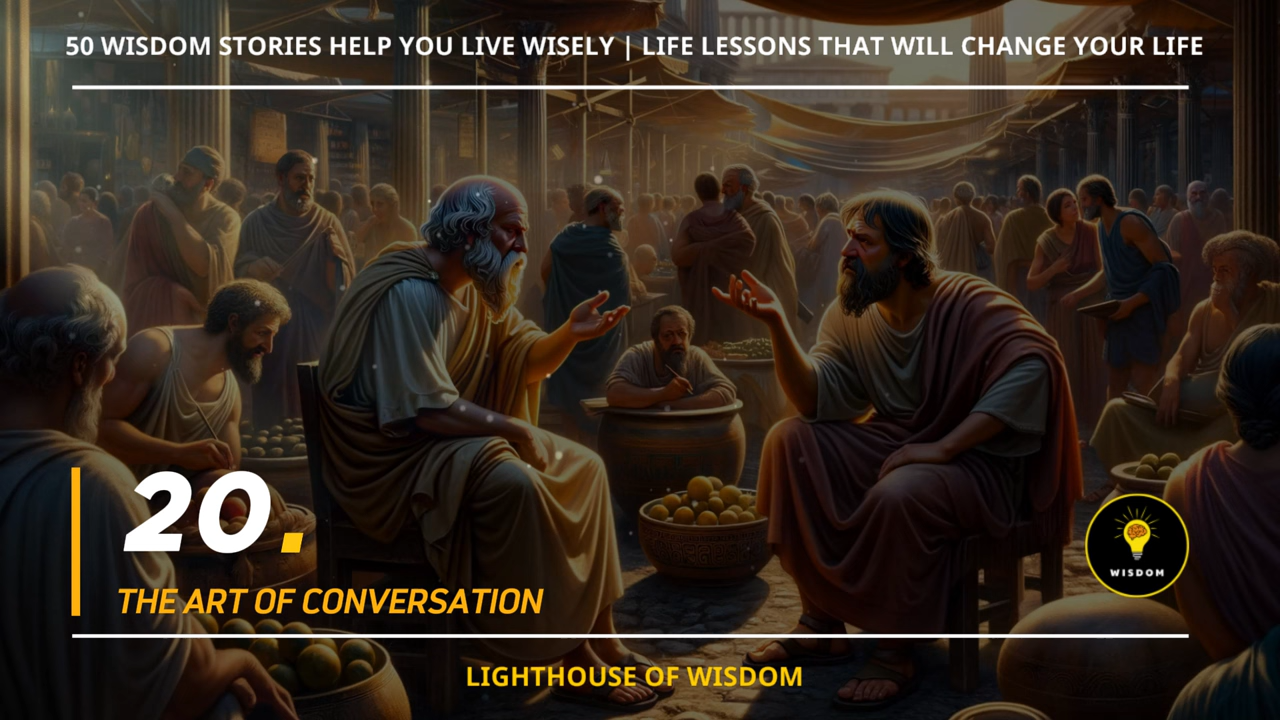 50 WISDOM STORIES HELP YOU LIVE WISELY | LIFE LESSONS THAT WILL CHANGE YOUR LIFE
20.
THE ART OF CONVERSATION
WISDOM
LIGHTHOUSE OF WISDOM